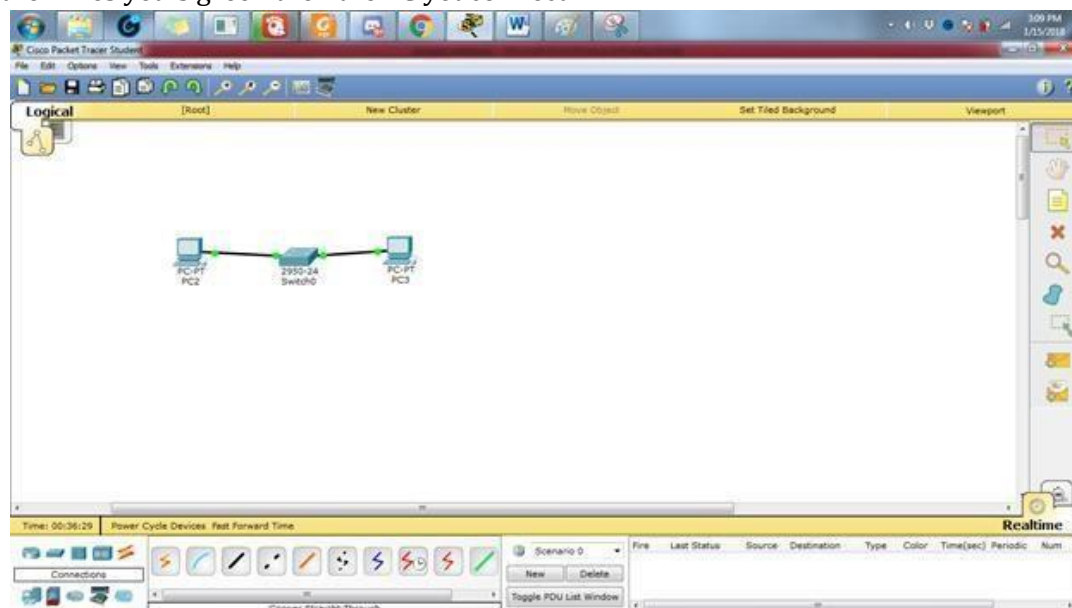 3:09 PM
1/15/2018
Cisco Packet Tracer Student
File Edit Options View Tools Extensions Help
Logical [Root] New Cluster Move Object Set Tiled Background Viewport
PC-PT
PC2
2950-24
Switch0
PC-PT
PC3
Time: 00:36:29 Power Cycle Devices Fast Forward Time Realtime
Connections
Scenario 0
New Delete
Toggle PDU List Window
Fire Last Status Source Destination Type Color Time(sec) Periodic Num
Copper Straight-Through